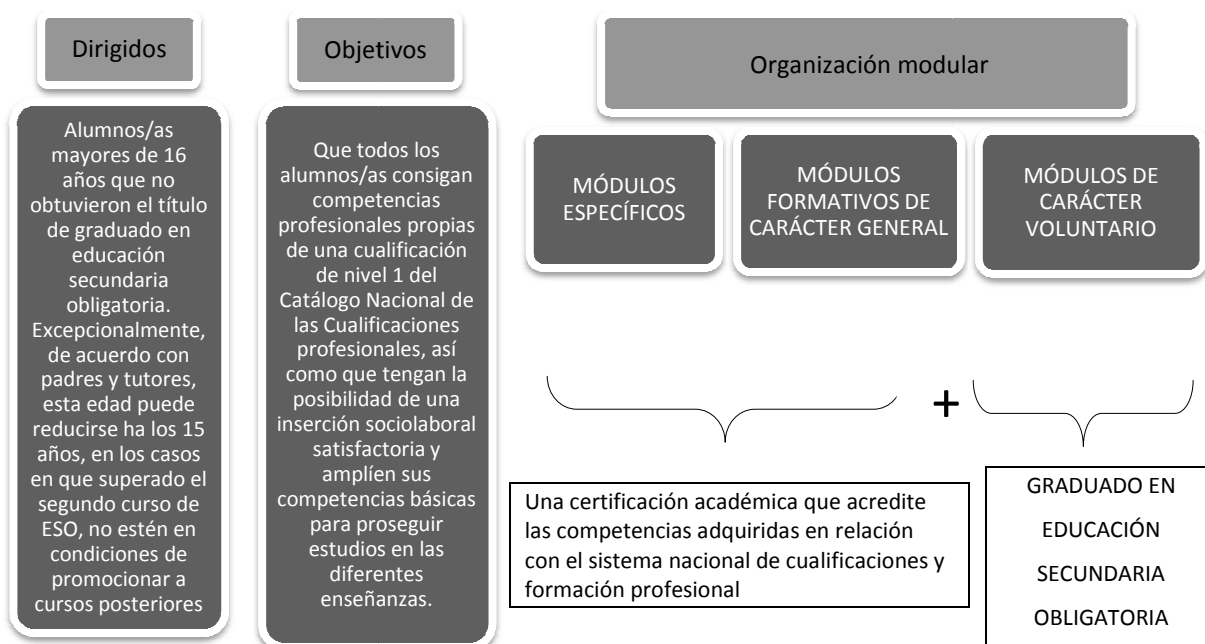 Dirigidos
Alumnos/as
mayores de 16
años que no
obtuvieron el título
de graduado en
educación
secundaria
obligatoria.
Excepcionalmente,
de acuerdo con
padres y tutores,
esta edad puede
reducirse ha los 15
años, en los casos
en que superado el
segundo curso de
ESO, no estén en
condiciones de
promocionar a
cursos posteriores
Objetivos
Que todos los
alumnos/as consigan
competencias
profesionales propias
de una cualificación
de nivel 1 del
Catálogo Nacional de
las Cualificaciones
profesionales, así
como que tengan la
posibilidad de una
inserción sociolaboral
satisfactoria y
amplíen sus
competencias básicas
para proseguir
estudios en las
diferentes
enseñanzas.
Organización modular
MÓDULOS
ESPECÍFICOS
MÓDULOS
FORMATIVOS DE
CARÁCTER GENERAL
MÓDULOS DE
CARÁCTER
VOLUNTARIO
+
Una certificación académica que acredite
las competencias adquiridas en relación
con el sistema nacional de cualificaciones y
formación profesional
GRADUADO EN
EDUCACIÓN
SECUNDARIA
OBLIGATORIA